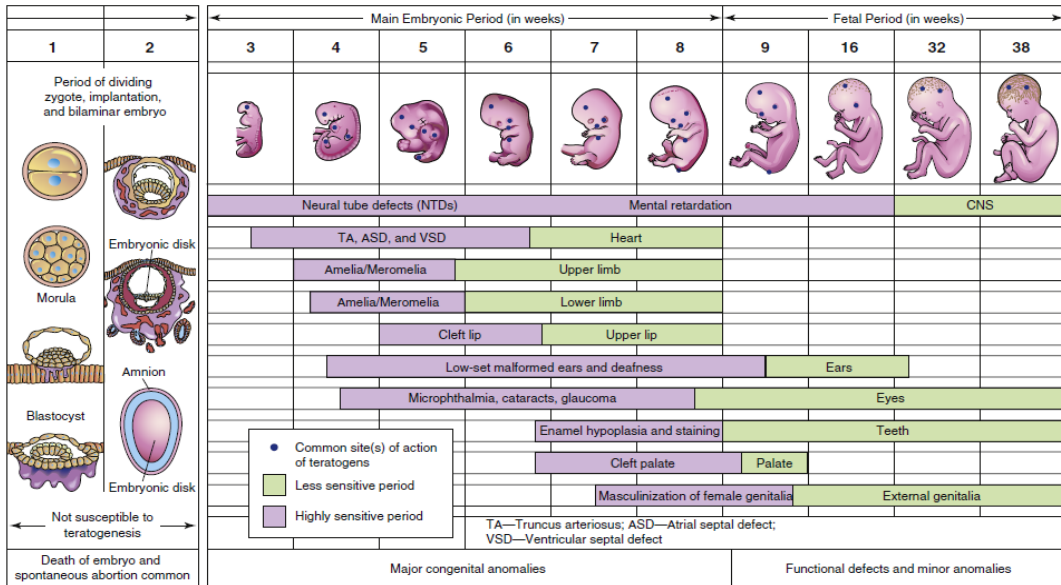 Main Embryonic Period (in weeks)
Fetal Period (in weeks)
1 2 3 4 5 6 7 8 9 16 32 38
Period of dividing
zygote, implantation,
and bilaminar embryo
Neural tube defects (NTDs)
Mental retardation
CNS
TA, ASD, and VSD
Heart
Embryonic disk
Amelia/Meromelia
Upper limb
Morula
Amelia/Meromelia
Lower limb
Cleft lip
Upper lip
Low-set malformed ears and deafness
Ears
Amnion
Microphthalmia, cataracts, glaucoma
Eyes
Blastocyst
Enamel hypoplasia and staining
Teeth
Common site(s) of action
of teratogens
Less sensitive period
Highly sensitive period
Cleft palate
Palate
Embryonic disk
Masculinization of female genitalia
External genitalia
Not susceptible to
teratogenesis
TA—Truncus arteriosus; ASD—Atrial septal defect;
VSD—Ventricular septal defect
Death of embryo and
spontaneous abortion common
Major congenital anomalies
Functional defects and minor anomalies